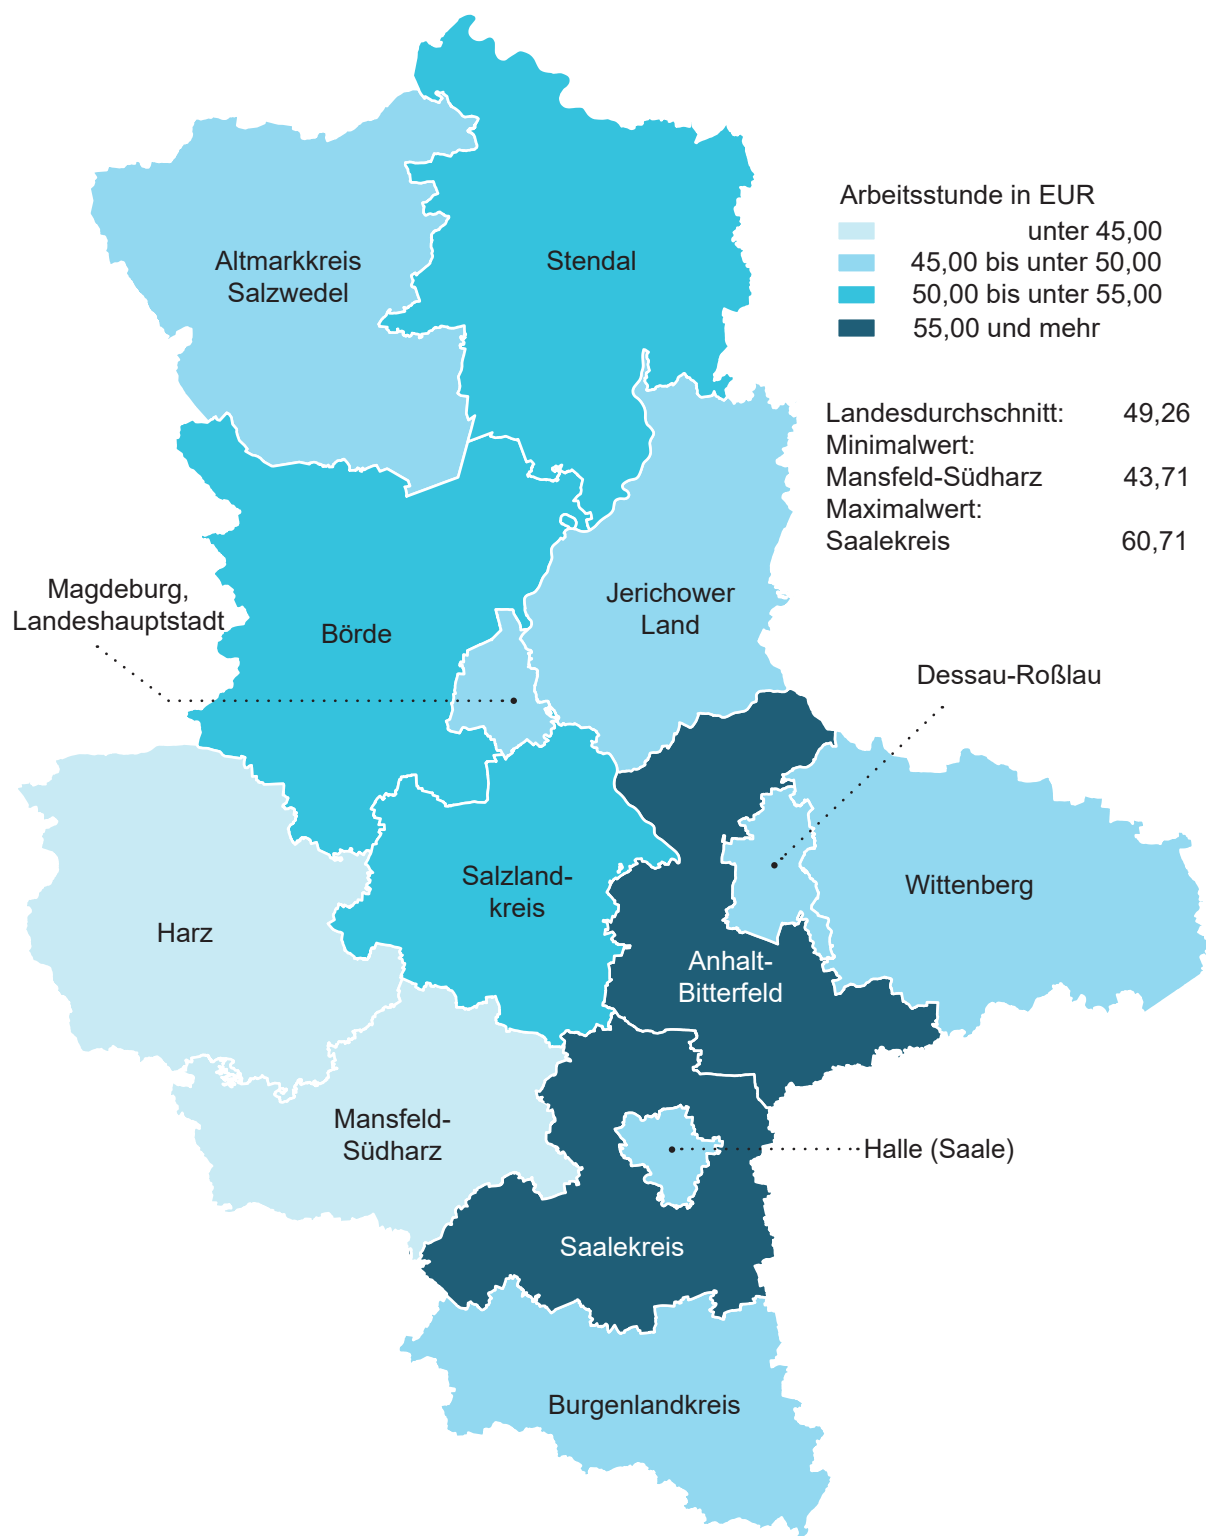 Arbeitsstunde in EUR
unter 45,00
45,00 bis unter 50,00
50,00 bis unter 55,00
55,00 und mehr
Landesdurchschnitt: 49,26
Minimalwert:
Mansfeld-Südharz 43,71
Maximalwert:
Saalekreis 60,71
Altmarkkreis
Salzwedel
Stendal
Magdeburg,
Landeshauptstadt
Börde
Jerichower
Land
Dessau-Roßlau
Harz
Salzland-
kreis
Wittenberg
Anhalt-
Bitterfeld
Mansfeld-
Südharz
Halle (Saale)
Saalekreis
Burgenlandkreis